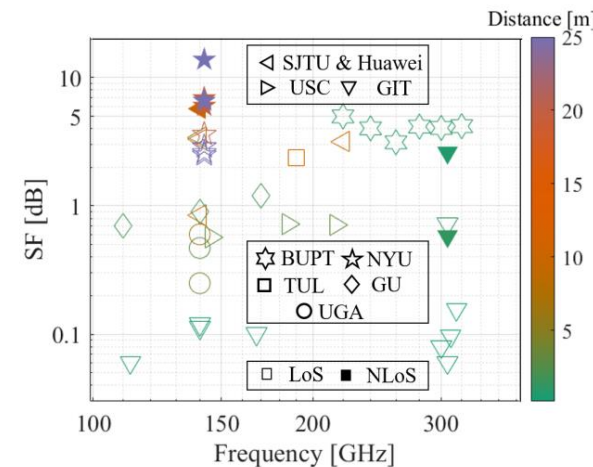 Distance [m]
SJTU & Huawei
USC GIT
BUPT NYU
TUL GU
UGA
LoS NLoS
SF [dB]
10
5
1
0.1
100 150 200 300
Frequency [GHz]
25
20
15
10
5